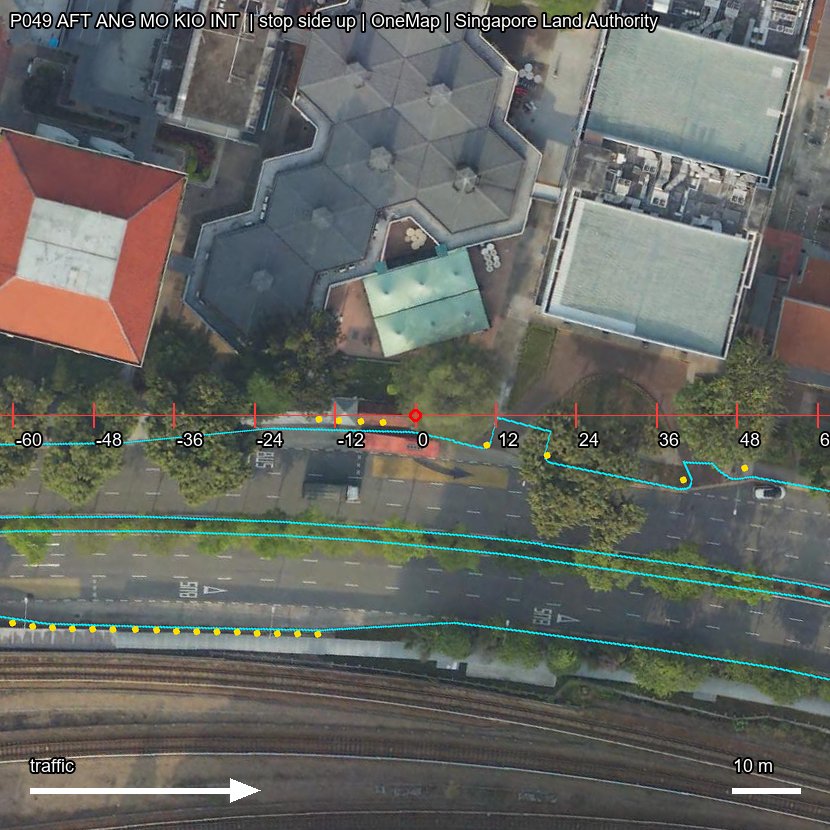 P049 AFT ANG MO KIO INT | stop side up | OneMap | Singapore Land Authority
-60 -48 -36 -24 -12 0 12 24 36 48 6
BUS
BUS
BUS
traffic 10 m